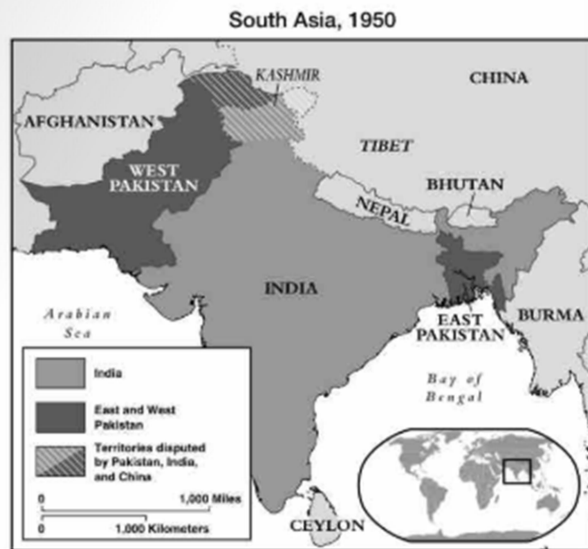 South Asia, 1950
KASHMIR
CHINA
AFGHANISTAN
WEST
PAKISTAN
TIBET
BHUTAN
NEPAL
INDIA
EAST
PAKISTAN
BURMA
Arabian
Sea
Bay of
Bengal
India
East and West
Pakistan
Territories disputed
by Pakistan, India,
and China
0 1,000 Miles
0 1,000 Kilometers
CEYLON